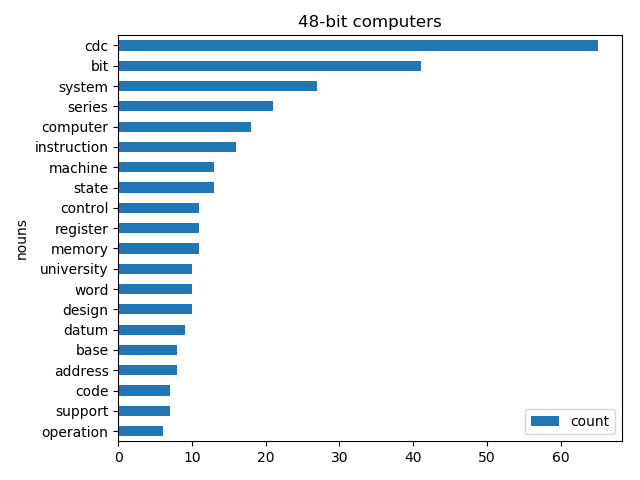 48-bit computers
cdc
bit
system
series
computer
instruction
machine
state
control
register
memory
university
word
design
datum
base
address
code
support
operation
nouns
count
0 10 20 30 40 50 60